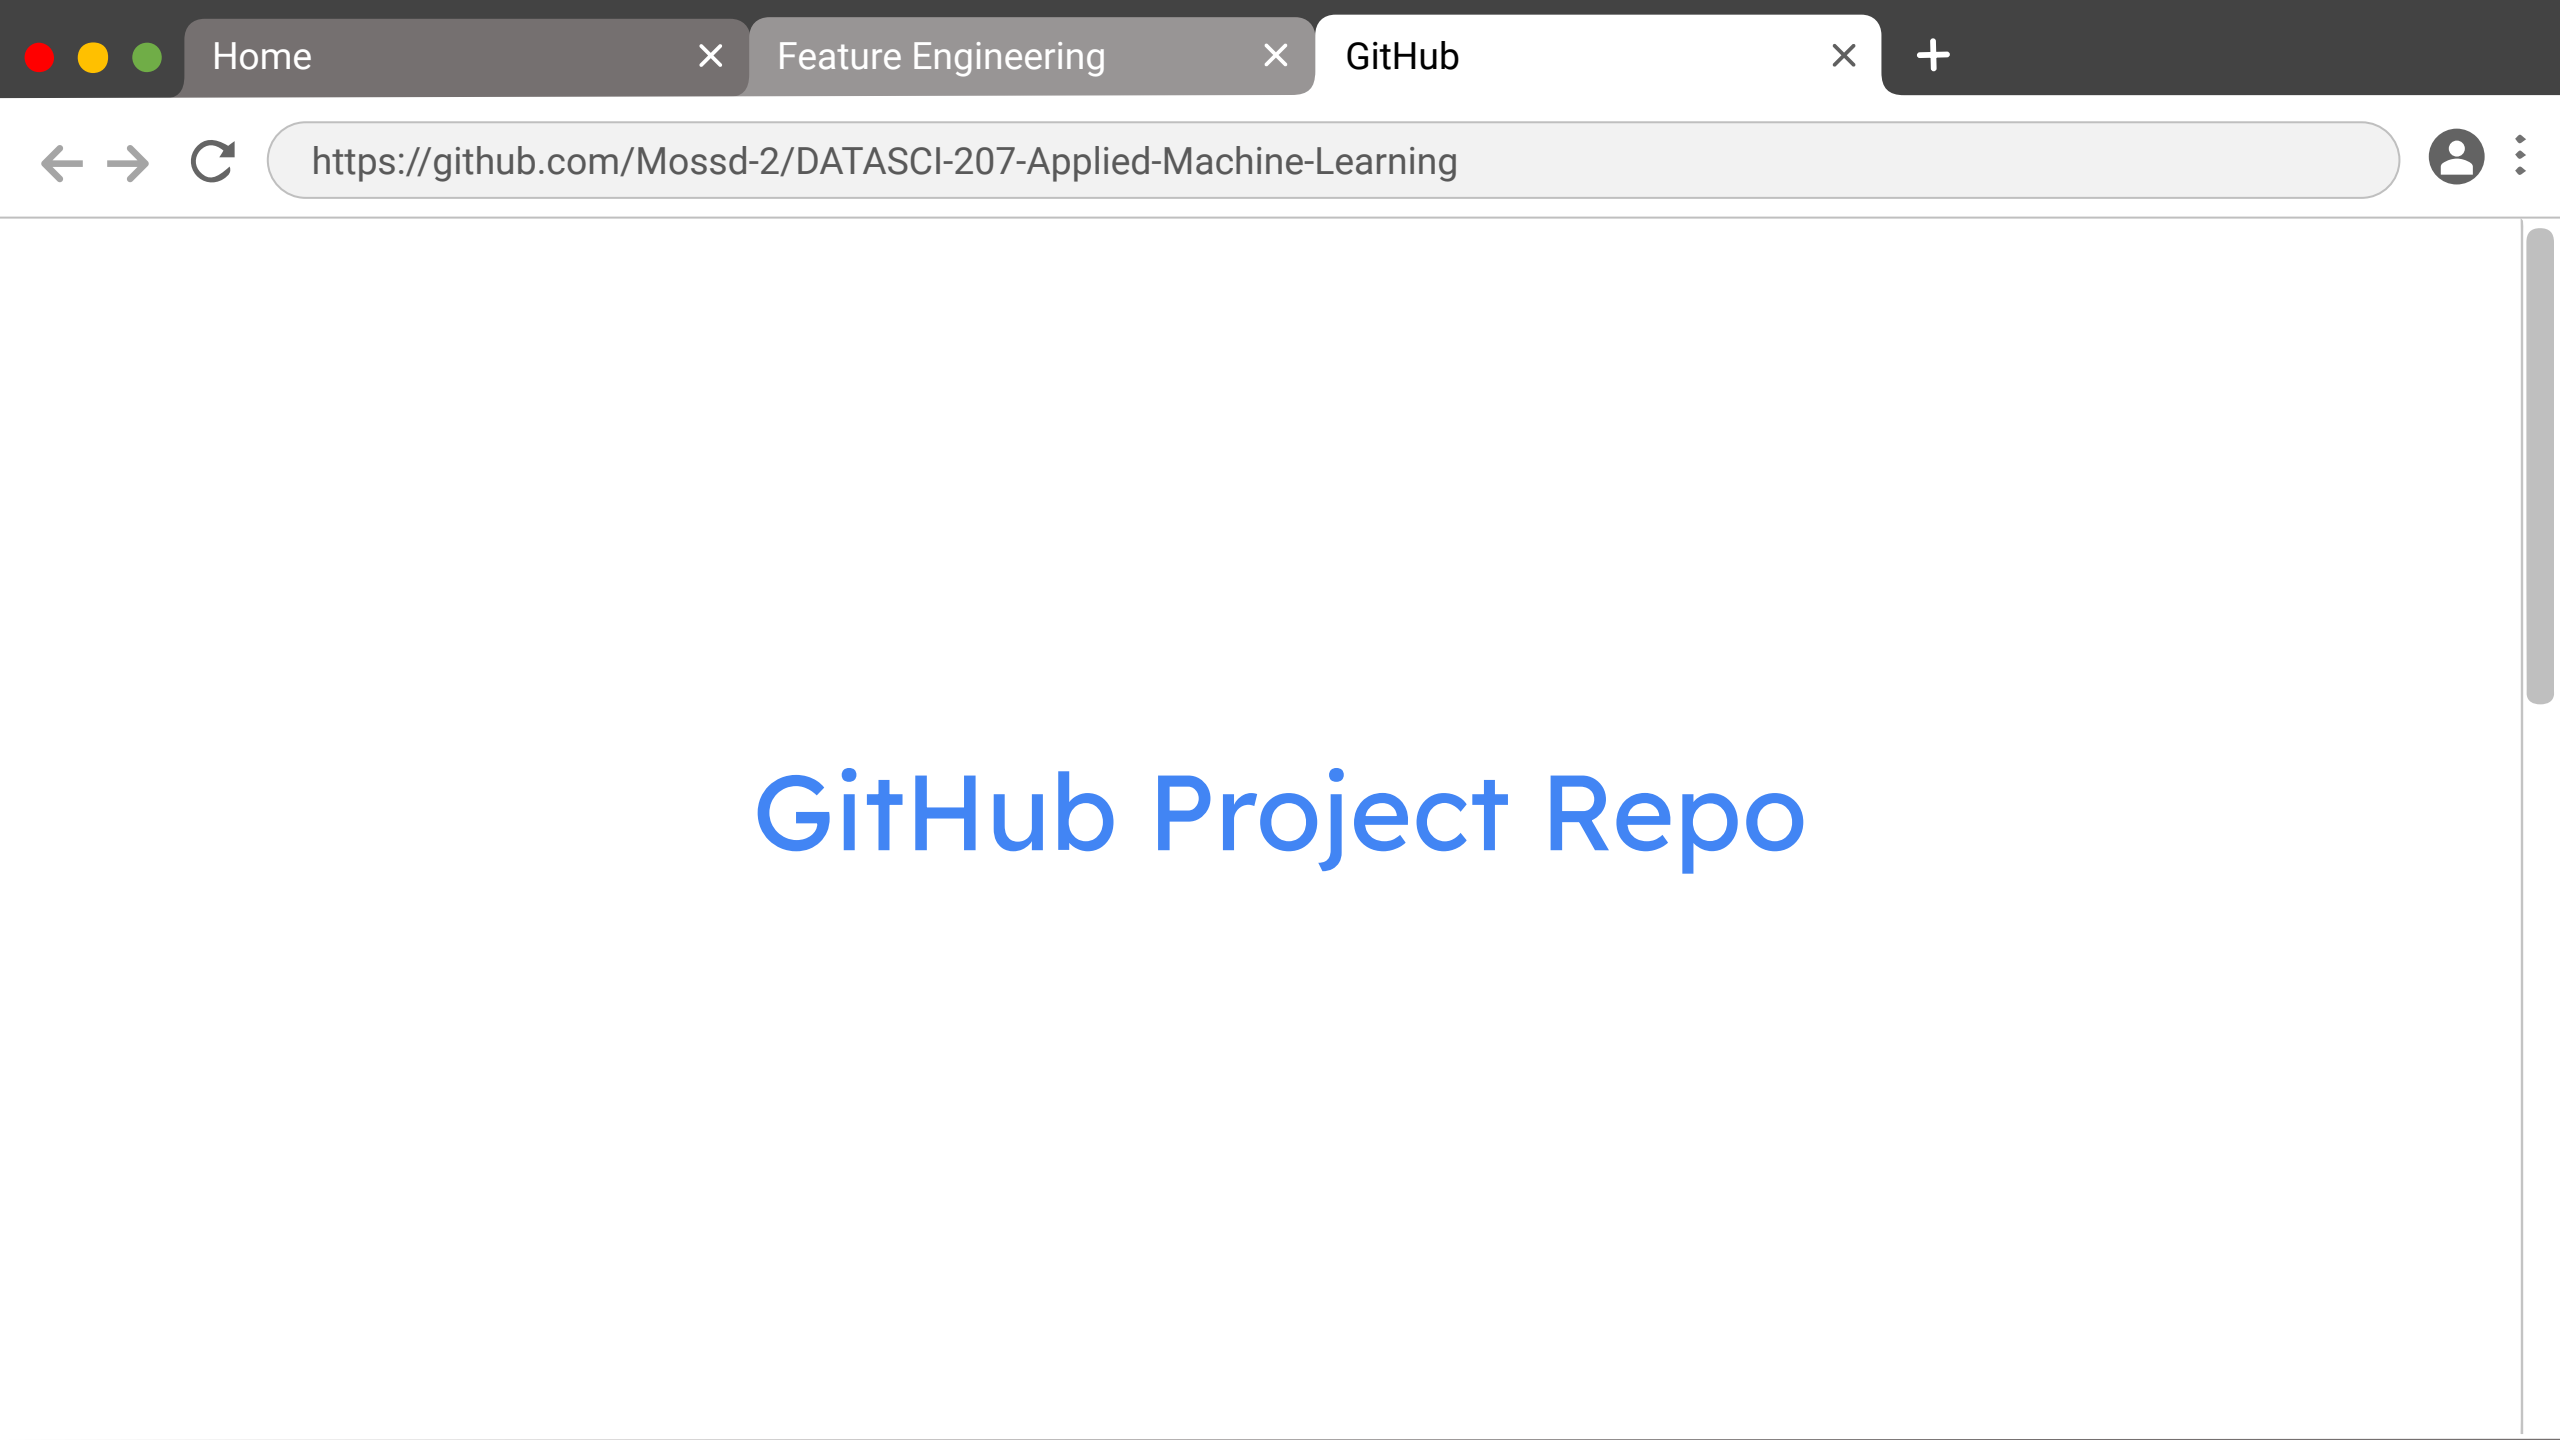 Home
Feature Engineering
GitHub
https://github.com/Mossd-2/DATASCI-207-Applied-Machine-Learning
GitHub Project Repo